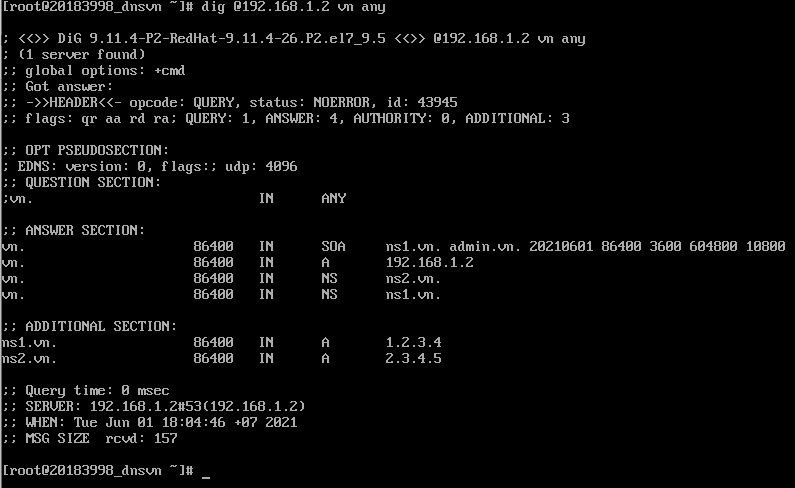 [root@20183998_dnsvn ~]# dig @192.168.1.2 vn any
; <<>> DiG 9.11.4-P2-RedHat-9.11.4-26.P2.el7_9.5 <<>> @192.168.1.2 vn any
; (1 server found)
;; global options: +cmd
;; Got answer:
;; ->>HEADER<<- opcode: QUERY, status: NOERROR, id: 43945
;; flags: qr aa rd ra; QUERY: 1, ANSWER: 4, AUTHORITY: 0, ADDITIONAL: 3
;; OPT PSEUDOSECTION:
; EDNS: version: 0, flags:; udp: 4096
;; QUESTION SECTION:
;vn. IN ANY
;; ANSWER SECTION:
vn. 86400 IN SOA ns1.vn. admin.vn. 20210601 86400 3600 604800 10800
vn. 86400 IN A 192.168.1.2
vn. 86400 IN NS ns2.vn.
vn. 86400 IN NS ns1.vn.
;; ADDITIONAL SECTION:
ns1.vn. 86400 IN A 1.2.3.4
ns2.vn. 86400 IN A 2.3.4.5
;; Query time: 0 msec
;; SERVER: 192.168.1.2#53(192.168.1.2)
;; WHEN: Tue Jun 01 18:04:46 +07 2021
;; MSG SIZE rcvd: 157
[root@20183998_dnsvn ~]# _